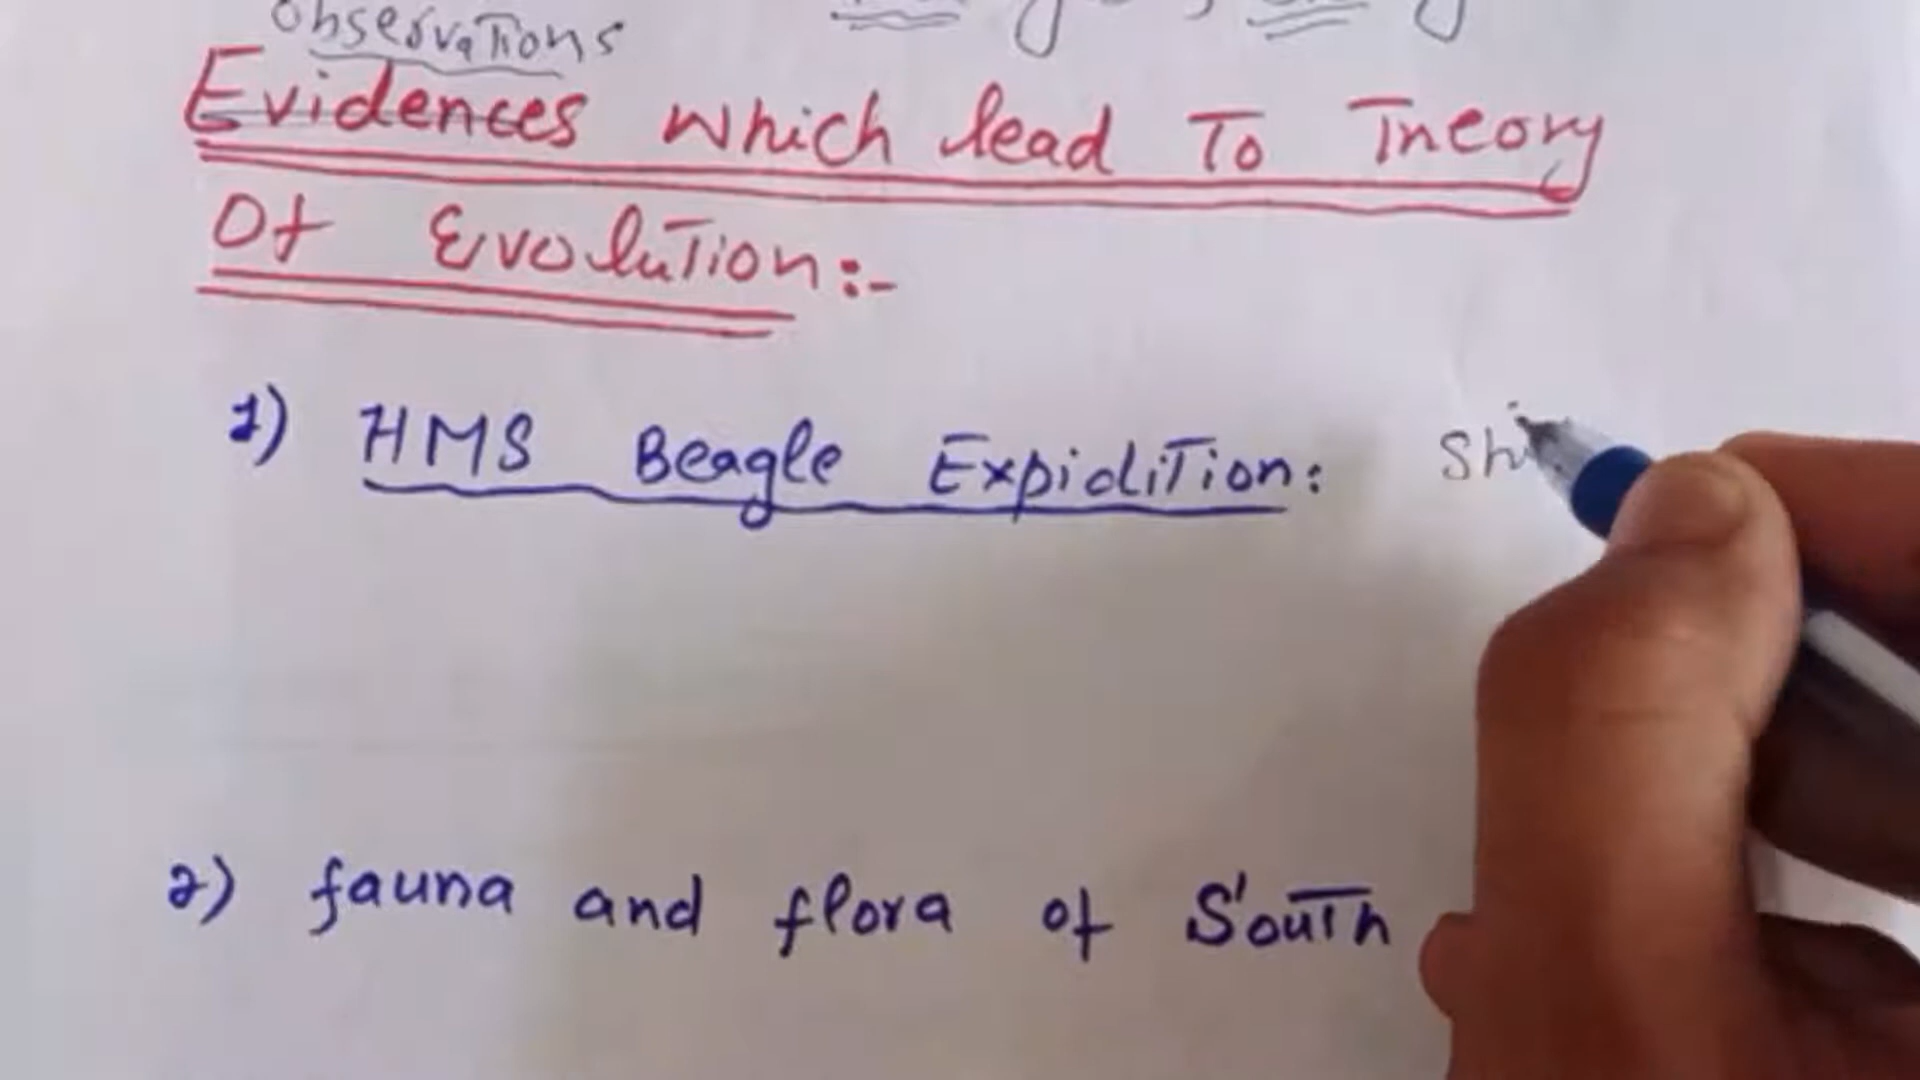 Observations
Evidences which lead To Theory
Of Evolution:-
1) HMS Beagle Expidition:
2) fauna and flora of South